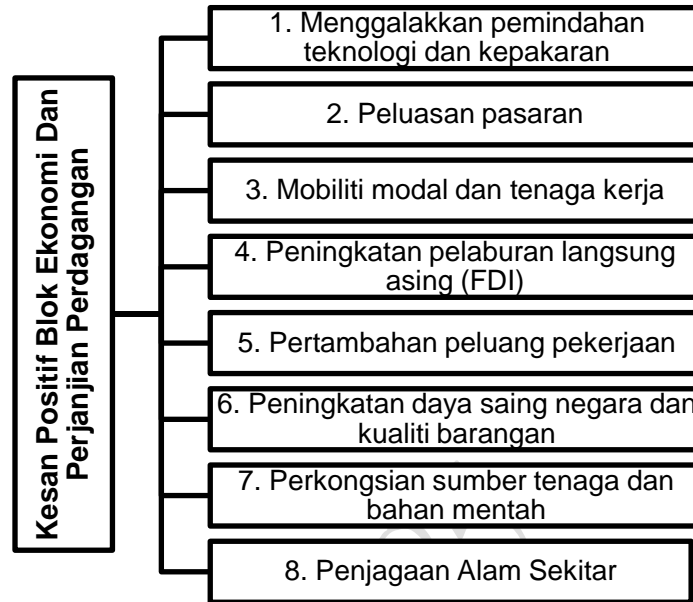 Kesan Positif Blok Ekonomi Dan
Perjanjian Perdagangan
1. Menggalakkan pemindahan
teknologi dan kepakaran
2. Peluasan pasaran
3. Mobiliti modal dan tenaga kerja
4. Peningkatan pelaburan langsung
asing (FDI)
5. Pertambahan peluang pekerjaan
6. Peningkatan daya saing negara dan
kualiti barangan
7. Perkongsian sumber tenaga dan
bahan mentah
8. Penjagaan Alam Sekitar